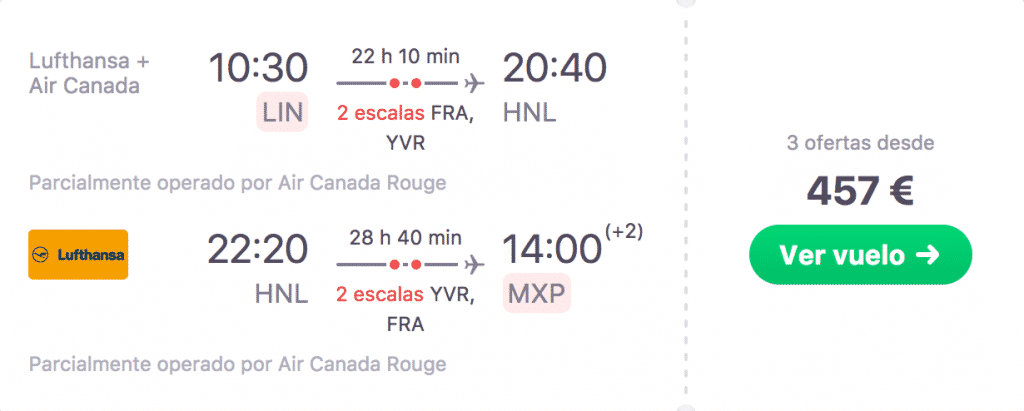 Lufthansa +
Air Canada
10:30
LIN
22 h 10 min
2 escalas FRA,
YVR
20:40
HNL
Parcialmente operado por Air Canada Rouge
Lufthansa
22:20
HNL
28 h 40 min
2 escalas YVR,
FRA
14:00(+2)
MXP
Parcialmente operado por Air Canada Rouge
3 ofertas desde
457 €
Ver vuelo →